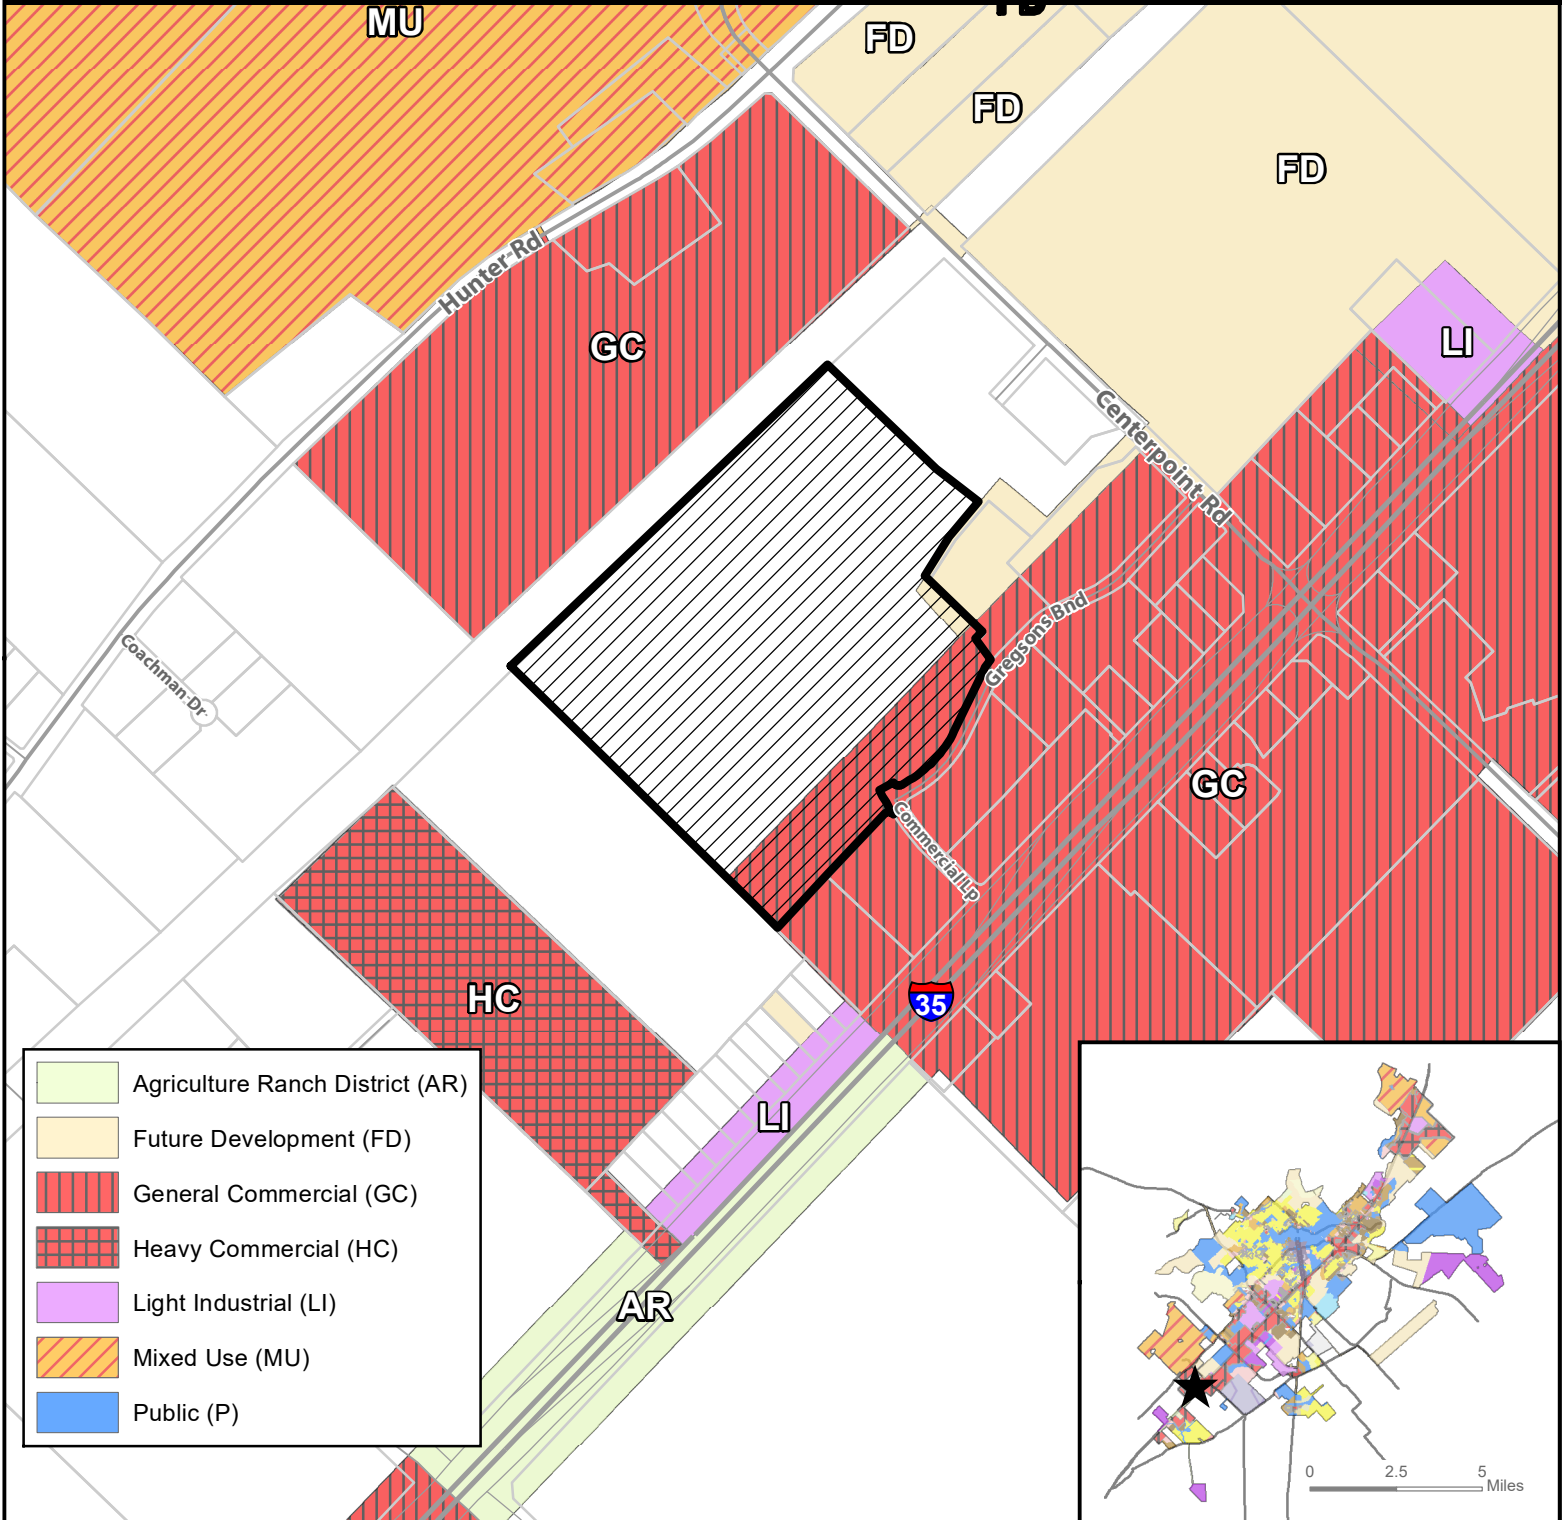 MU
FD
FD
FD
FD
Hunter Rd
GC
LI
Centerpoint Rd
Gregsons Bnd
Coachman Dr
GC
Commercial Lp
HC
35
LI
AR
Agriculture Ranch District (AR)
Future Development (FD)
General Commercial (GC)
Heavy Commercial (HC)
Light Industrial (LI)
Mixed Use (MU)
Public (P)
0 2.5 5
Miles